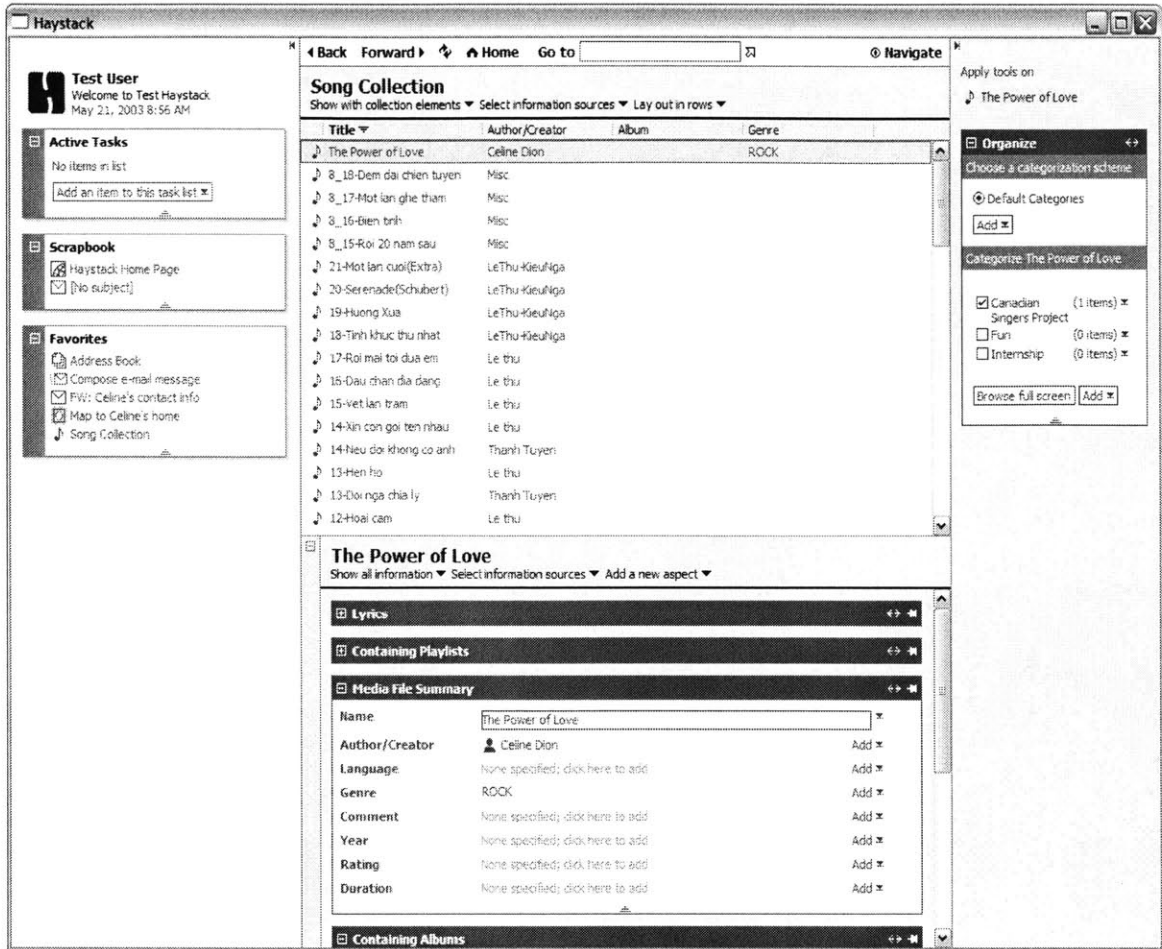 Haystack
Test User
Welcome to Test Haystack
May 21, 2003 8:56 AM
Active Tasks
No items in list
Add an item to this task list
Scrapbook
Haystack Home Page
[No subject]
Favorites
Address Book
Compose e-mail message
FW: Celine's contact info
Map to Celine's home
Song Collection
Back Forward Home Go to Navigate
Song Collection
Show with collection elements Select information sources Lay out in rows
Title Author/Creator Album Genre
The Power of Love Celine Dion ROCK
8_18-Dem dai chien tuyen Misc
8_17-Mot lan ghe tham Misc
8_16-Bien tinh Misc
8_15-Roi 20 nam sau Misc
21-Mot lan cuoi(Extra) LeThu-KieuNga
20-Serenade(Schubert) LeThu-KieuNga
19-Huong Xua LeThu-KieuNga
18-Tinh khuc thu nhat LeThu-KieuNga
17-Roi mai toi dua em Le thu
16-Dau chan dia dang Le thu
15-Vet lan tram Le thu
14-Xin con goi ten nhau Le thu
14-Neu doi khong co anh Thanh Tuyen
13-Hen ho Le thu
13-Doi nga chia ly Thanh Tuyen
12-Hoai cam Le thu
The Power of Love
Show all information Select information sources Add a new aspect
Lyrics
Containing Playlists
Media File Summary
Name The Power of Love
Author/Creator Celine Dion Add
Language None specified; click here to add Add
Genre ROCK Add
Comment None specified; click here to add Add
Year None specified; click here to add Add
Rating None specified; click here to add Add
Duration None specified; click here to add Add
Containing Albums
Apply tools on
The Power of Love
Organize
Choose a categorization scheme
Default Categories
Add
Categorize The Power of Love
Canadian (1 items)
Singers Project
Fun (0 items)
Internship (0 items)
Browse full screen Add